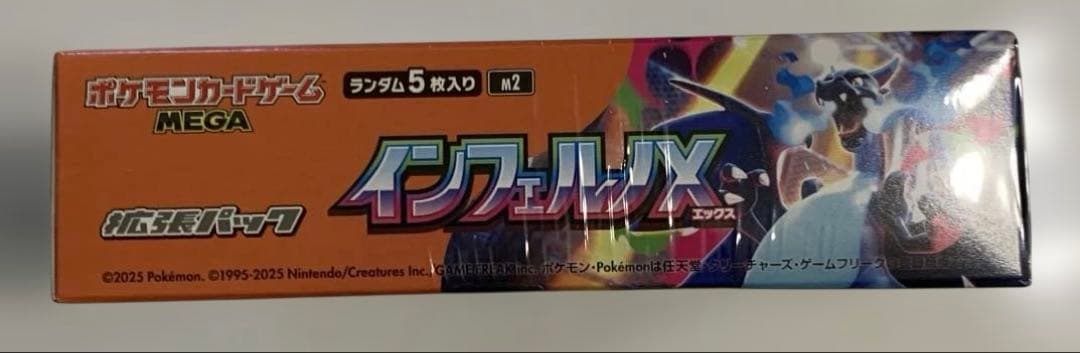 ポケモンカードゲーム
MEGA
ランダム5枚入り
M2
インフェルノX
エックス
拡張パック
©2025 Pokémon. ©1995-2025 Nintendo/Creatures Inc./GAME FREAK inc. ポケモン・Pokémonは任天堂・クリーチャーズ・ゲームフリークの